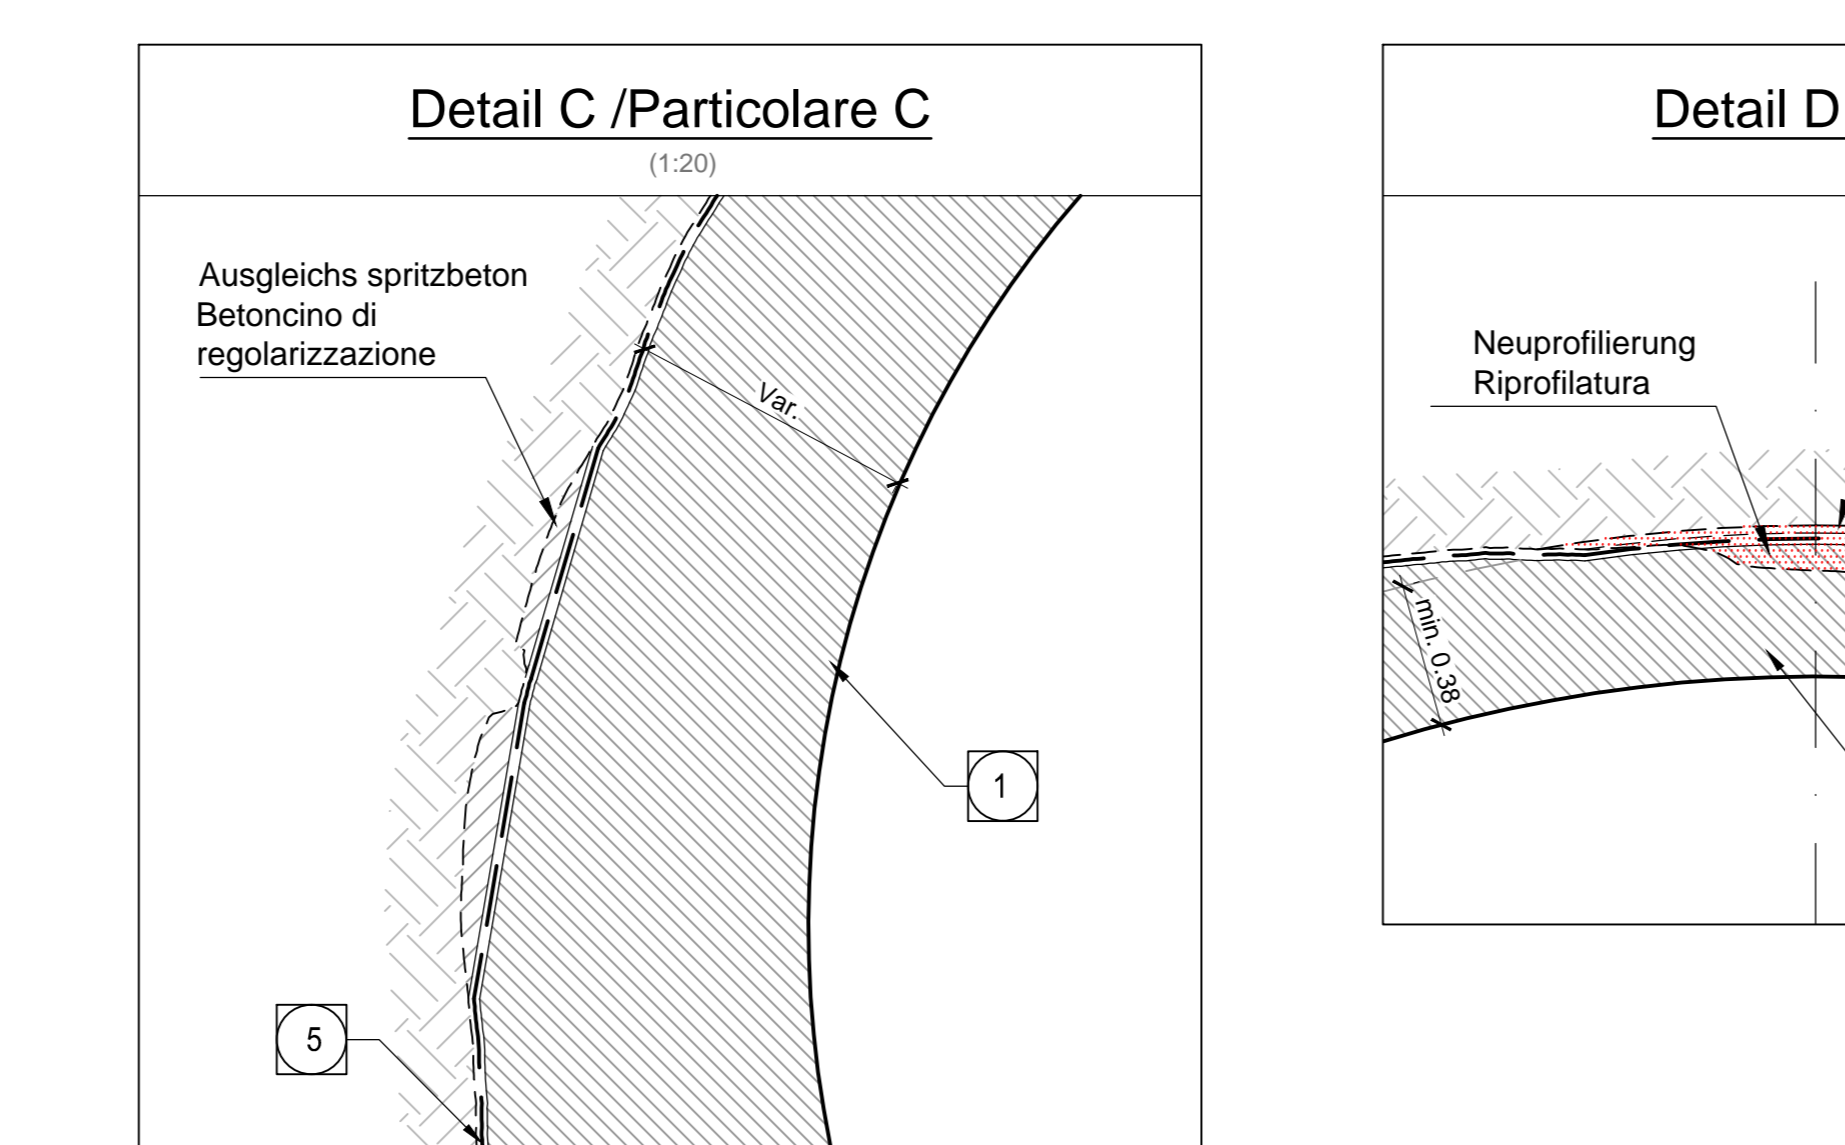 Detail C /Particolare C
(1:20)
Ausgleichs spritzbeton
Betoncino di
regolarizzazione
Var.
1
5
Detail D
Neuprofilierung
Riprofilatura
min. 0.38